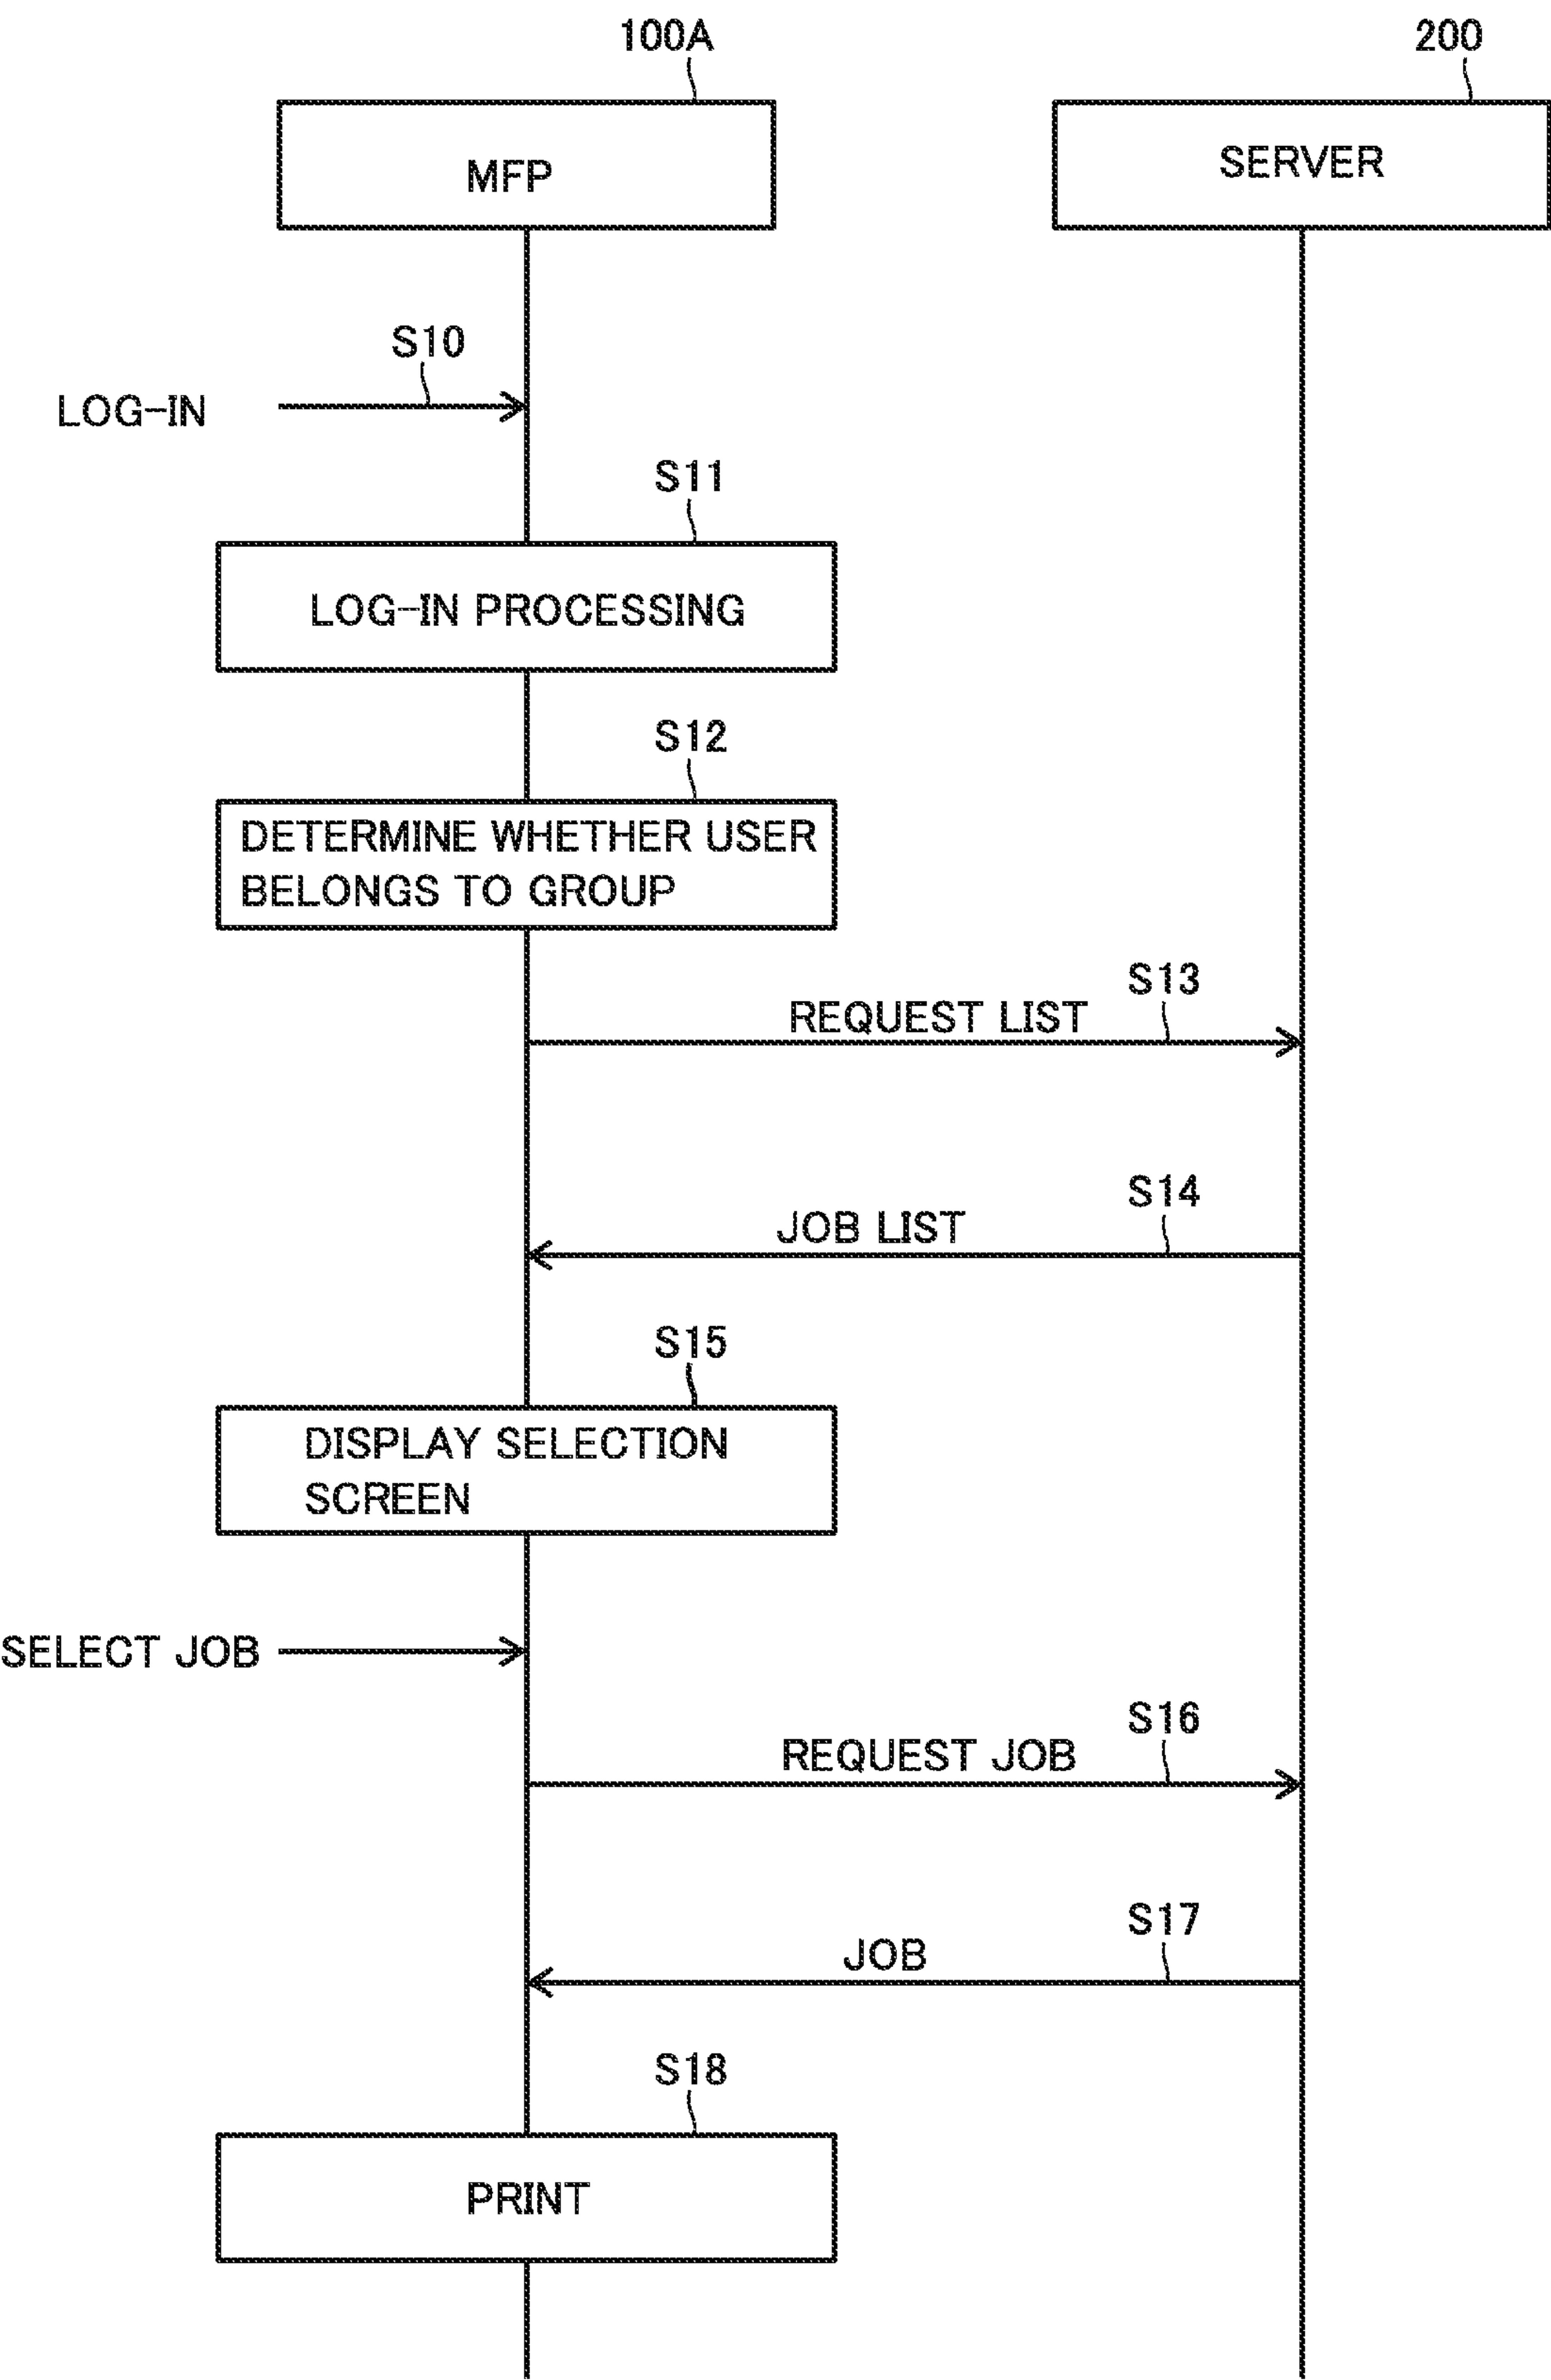 100A
200
MFP
SERVER
S10
LOG-IN
S11
LOG-IN PROCESSING
S12
DETERMINE WHETHER USER
BELONGS TO GROUP
S13
REQUEST LIST
S14
JOB LIST
S15
DISPLAY SELECTION
SCREEN
SELECT JOB
S16
REQUEST JOB
S17
JOB
S18
PRINT